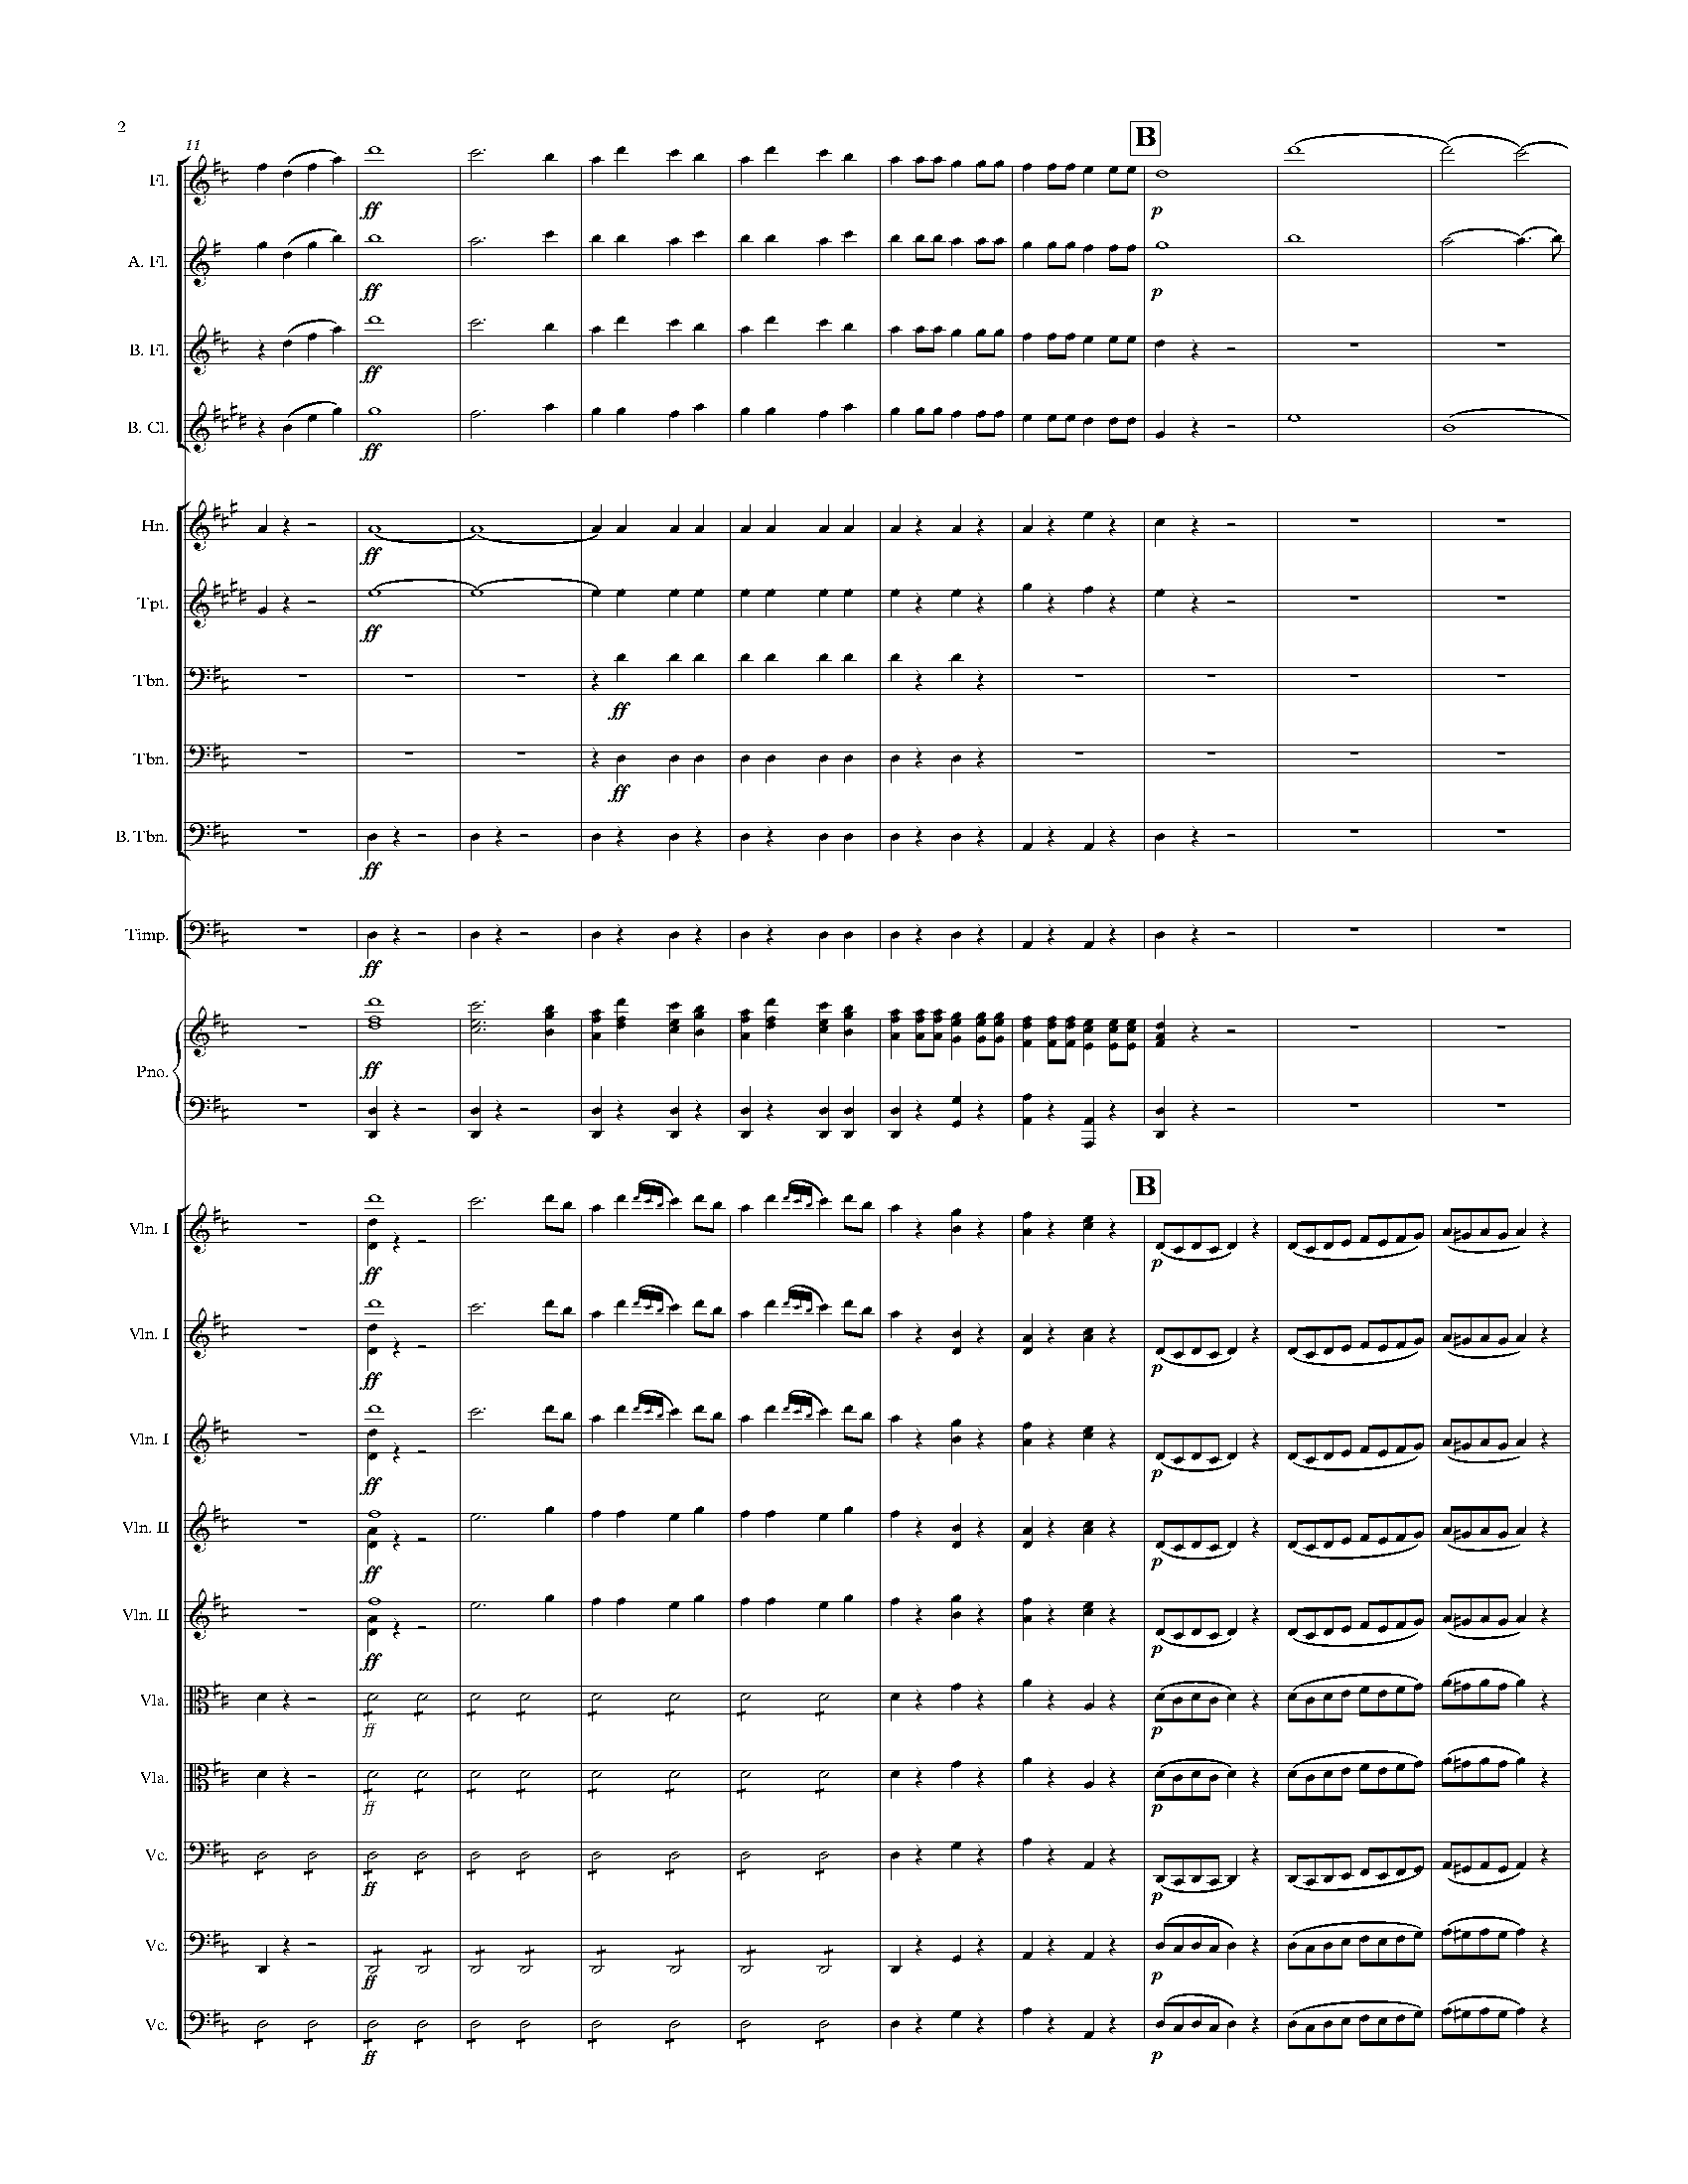 2
11
B
Fl.
ff
p
A. Fl.
ff
p
B. Fl.
ff
B. Cl.
ff
Hn.
ff
Tpt.
ff
Tbn.
ff
Tbn.
ff
B. Tbn.
ff
Timp.
ff
Pno.
ff
B
Vln. I
ff
p
Vln. I
ff
p
Vln. I
ff
p
Vln. II
ff
p
Vln. II
ff
p
Vla.
ff
p
Vla.
ff
p
Vc.
ff
p
Vc.
ff
p
Vc.
ff
p